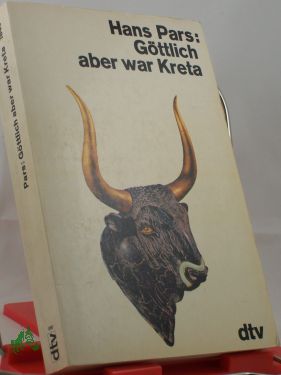 Hans Pars:
Göttlich
aber war Kreta
dtv
Pars: Göttlich aber war Kreta
dtv